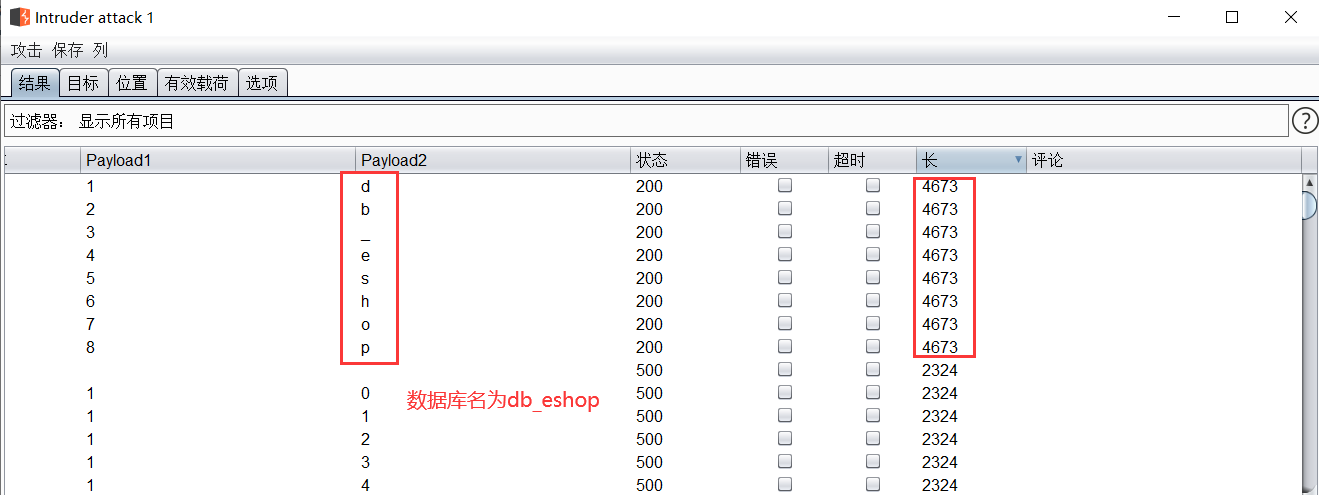 Intruder attack 1
攻击 保存 列
结果 目标 位置 有效载荷 选项
过滤器： 显示所有项目
Payload1 Payload2 状态 错误 超时 长 评论
1 d 200 4673
2 b 200 4673
3 _ 200 4673
4 e 200 4673
5 s 200 4673
6 h 200 4673
7 o 200 4673
8 p 200 4673
500 2324
1 0 500 2324
数据库名为db_eshop
1 1 500 2324
1 2 500 2324
1 3 500 2324
1 4 500 2324